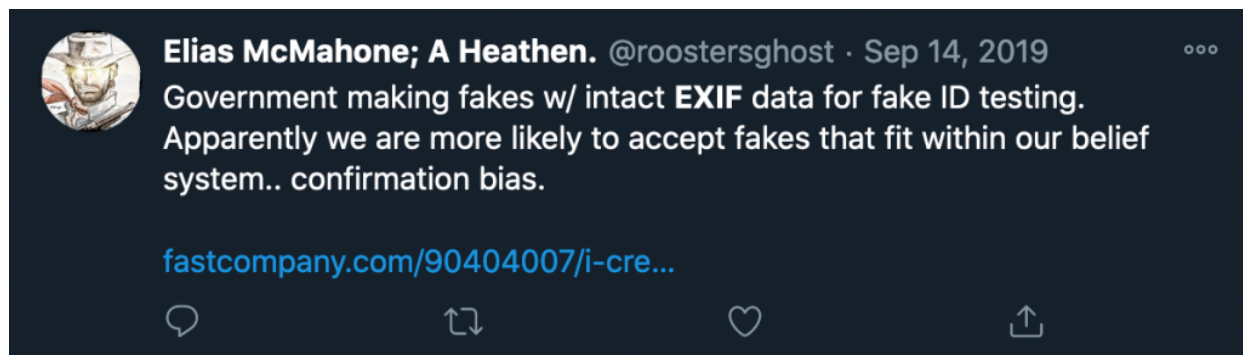 Elias McMahone; A Heathen. @roostersghost · Sep 14, 2019
Government making fakes w/ intact EXIF data for fake ID testing.
Apparently we are more likely to accept fakes that fit within our belief
system.. confirmation bias.
fastcompany.com/90404007/i-cre...